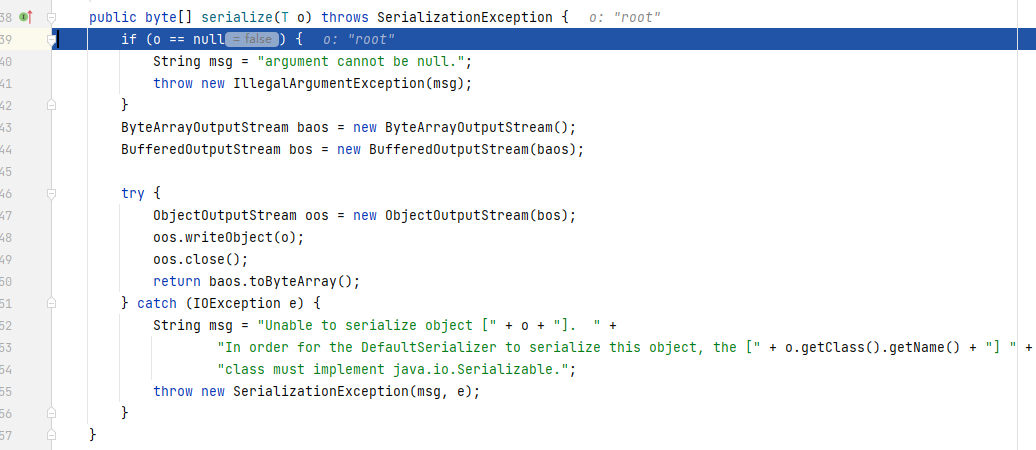 38 public byte[] serialize(T o) throws SerializationException { o: "root"
39 if (o == null = false ) { o: "root"
40 String msg = "argument cannot be null.";
41 throw new IllegalArgumentException(msg);
42 }
43 ByteArrayOutputStream baos = new ByteArrayOutputStream();
44 BufferedOutputStream bos = new BufferedOutputStream(baos);
45
46 try {
47 ObjectOutputStream oos = new ObjectOutputStream(bos);
48 oos.writeObject(o);
49 oos.close();
50 return baos.toByteArray();
51 } catch (IOException e) {
52 String msg = "Unable to serialize object [" + o + "].  " +
53 "In order for the DefaultSerializer to serialize this object, the [" + o.getClass().getName() + "] " +
54 "class must implement java.io.Serializable.";
55 throw new SerializationException(msg, e);
56 }
57 }